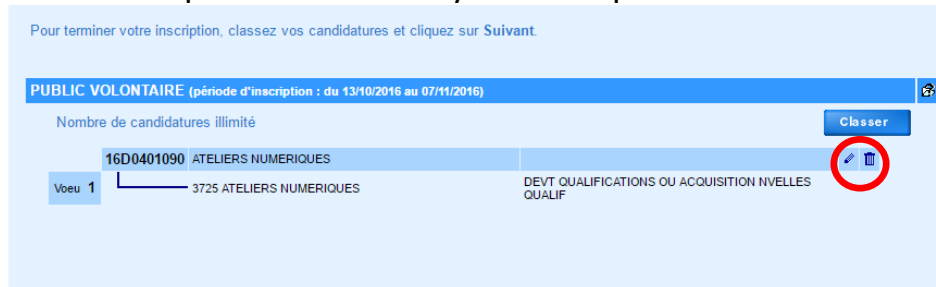 Pour terminer votre inscription, classez vos candidatures et cliquez sur Suivant.
PUBLIC VOLONTAIRE (période d'inscription : du 13/10/2016 au 07/11/2016)
Nombre de candidatures illimité
Classer
16D0401090 ATELIERS NUMERIQUES
Voeu 1 3725 ATELIERS NUMERIQUES DEVT QUALIFICATIONS OU ACQUISITION NVELLES
QUALIF